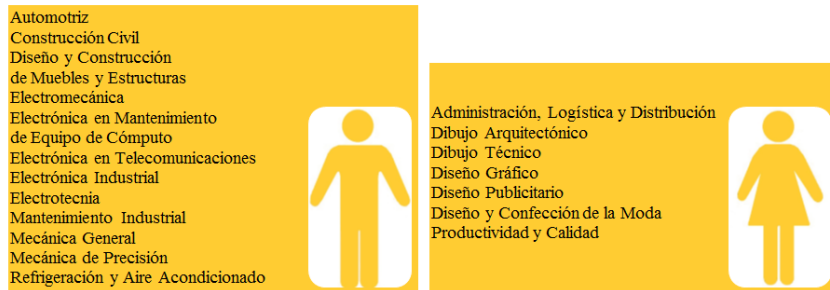 Automotriz
Construcción Civil
Diseño y Construcción
de Muebles y Estructuras
Electromecánica
Electrónica en Mantenimiento
de Equipo de Cómputo
Electrónica en Telecomunicaciones
Electrónica Industrial
Electrotecnia
Mantenimiento Industrial
Mecánica General
Mecánica de Precisión
Refrigeración y Aire Acondicionado
Administración, Logística y Distribución
Dibujo Arquitectónico
Dibujo Técnico
Diseño Gráfico
Diseño Publicitario
Diseño y Confección de la Moda
Productividad y Calidad